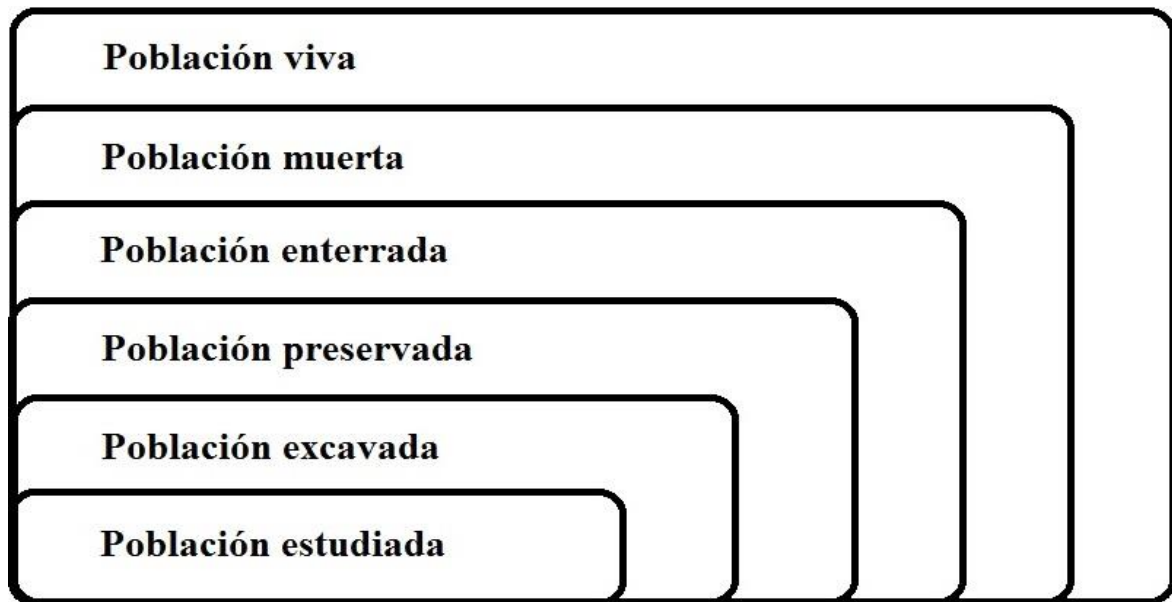 Población viva
Población muerta
Población enterrada
Población preservada
Población excavada
Población estudiada